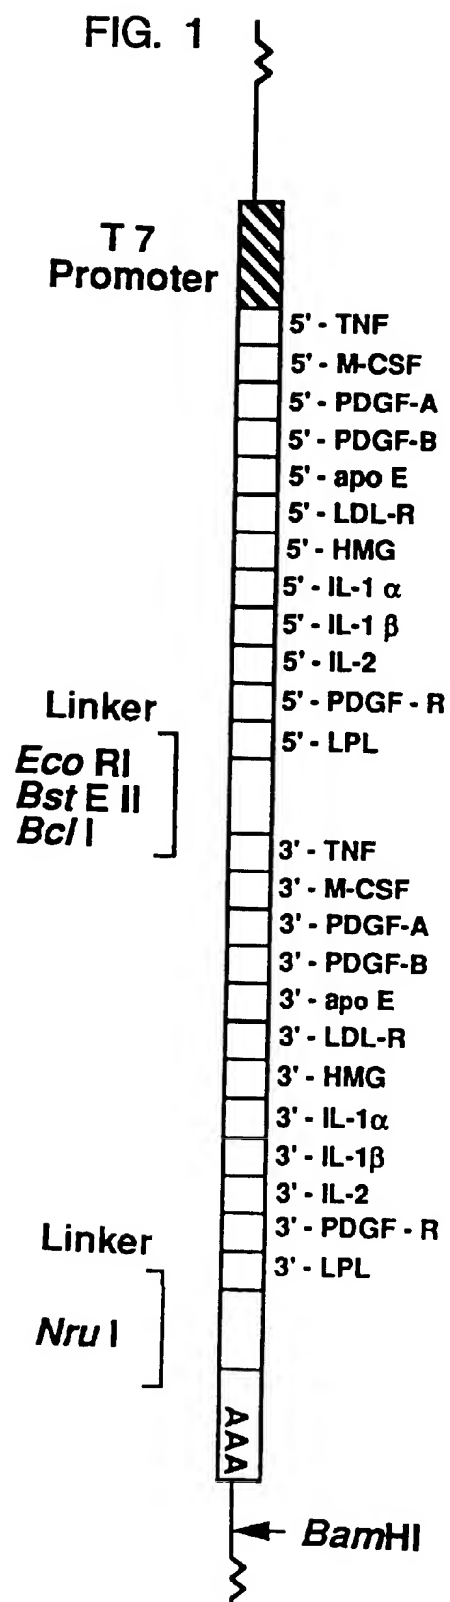 FIG. 1
T 7
Promoter
5' - TNF
5' - M-CSF
5' - PDGF-A
5' - PDGF-B
5' - apo E
5' - LDL-R
5' - HMG
5' - IL-1 α
5' - IL-1 β
5' - IL-2
5' - PDGF - R
5' - LPL
Linker
Eco RI
Bst E II
Bcl I
3' - TNF
3' - M-CSF
3' - PDGF-A
3' - PDGF-B
3' - apo E
3' - LDL-R
3' - HMG
3' - IL-1α
3' - IL-1β
3' - IL-2
3' - PDGF - R
3' - LPL
Linker
Nru I
AAA
BamHI